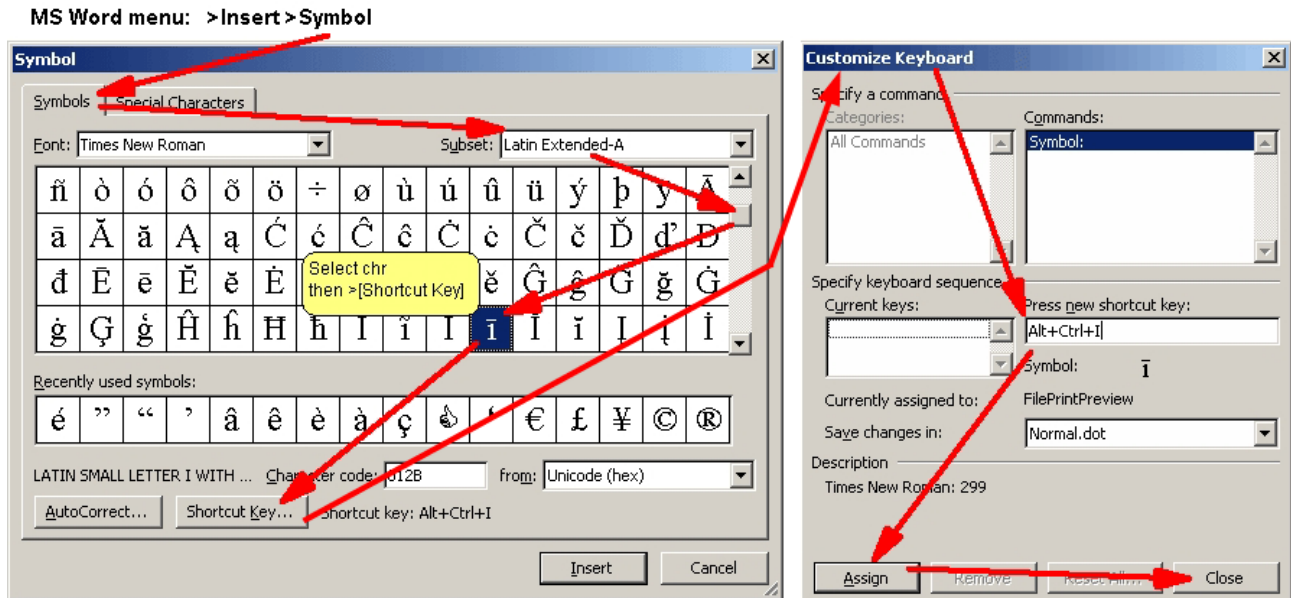 MS Word menu: >Insert >Symbol
Symbol
Symbols Special Characters
Font: Times New Roman Subset: Latin Extended-A
ñ ò ó ô õ ö ÷ ø ù ú û ü ý þ ÿ Ā
ā Ă ă Ą ą Ć ć Ĉ ĉ Ċ ċ Č č Ď ď Đ
đ Ē ē Ĕ ĕ Ė ě Ĝ ĝ Ğ ğ Ġ
Select chr
then >[Shortcut Key]
ġ Ģ ģ Ĥ ĥ Ħ ħ Ĩ ĩ Ī ī Ĭ ĭ Į į İ
Recently used symbols:
é ” “ ’ â ê è à ç ‘ € £ ¥ © ®
LATIN SMALL LETTER I WITH ... Character code: 012B from: Unicode (hex)
AutoCorrect... Shortcut Key... Shortcut key: Alt+Ctrl+I
Insert Cancel
Customize Keyboard
Specify a command
Categories: Commands:
All Commands Symbol:
Specify keyboard sequence
Current keys: Press new shortcut key:
Alt+Ctrl+I
Symbol: ī
Currently assigned to: FilePrintPreview
Save changes in: Normal.dot
Description
Times New Roman: 299
Assign Remove Reset All... Close